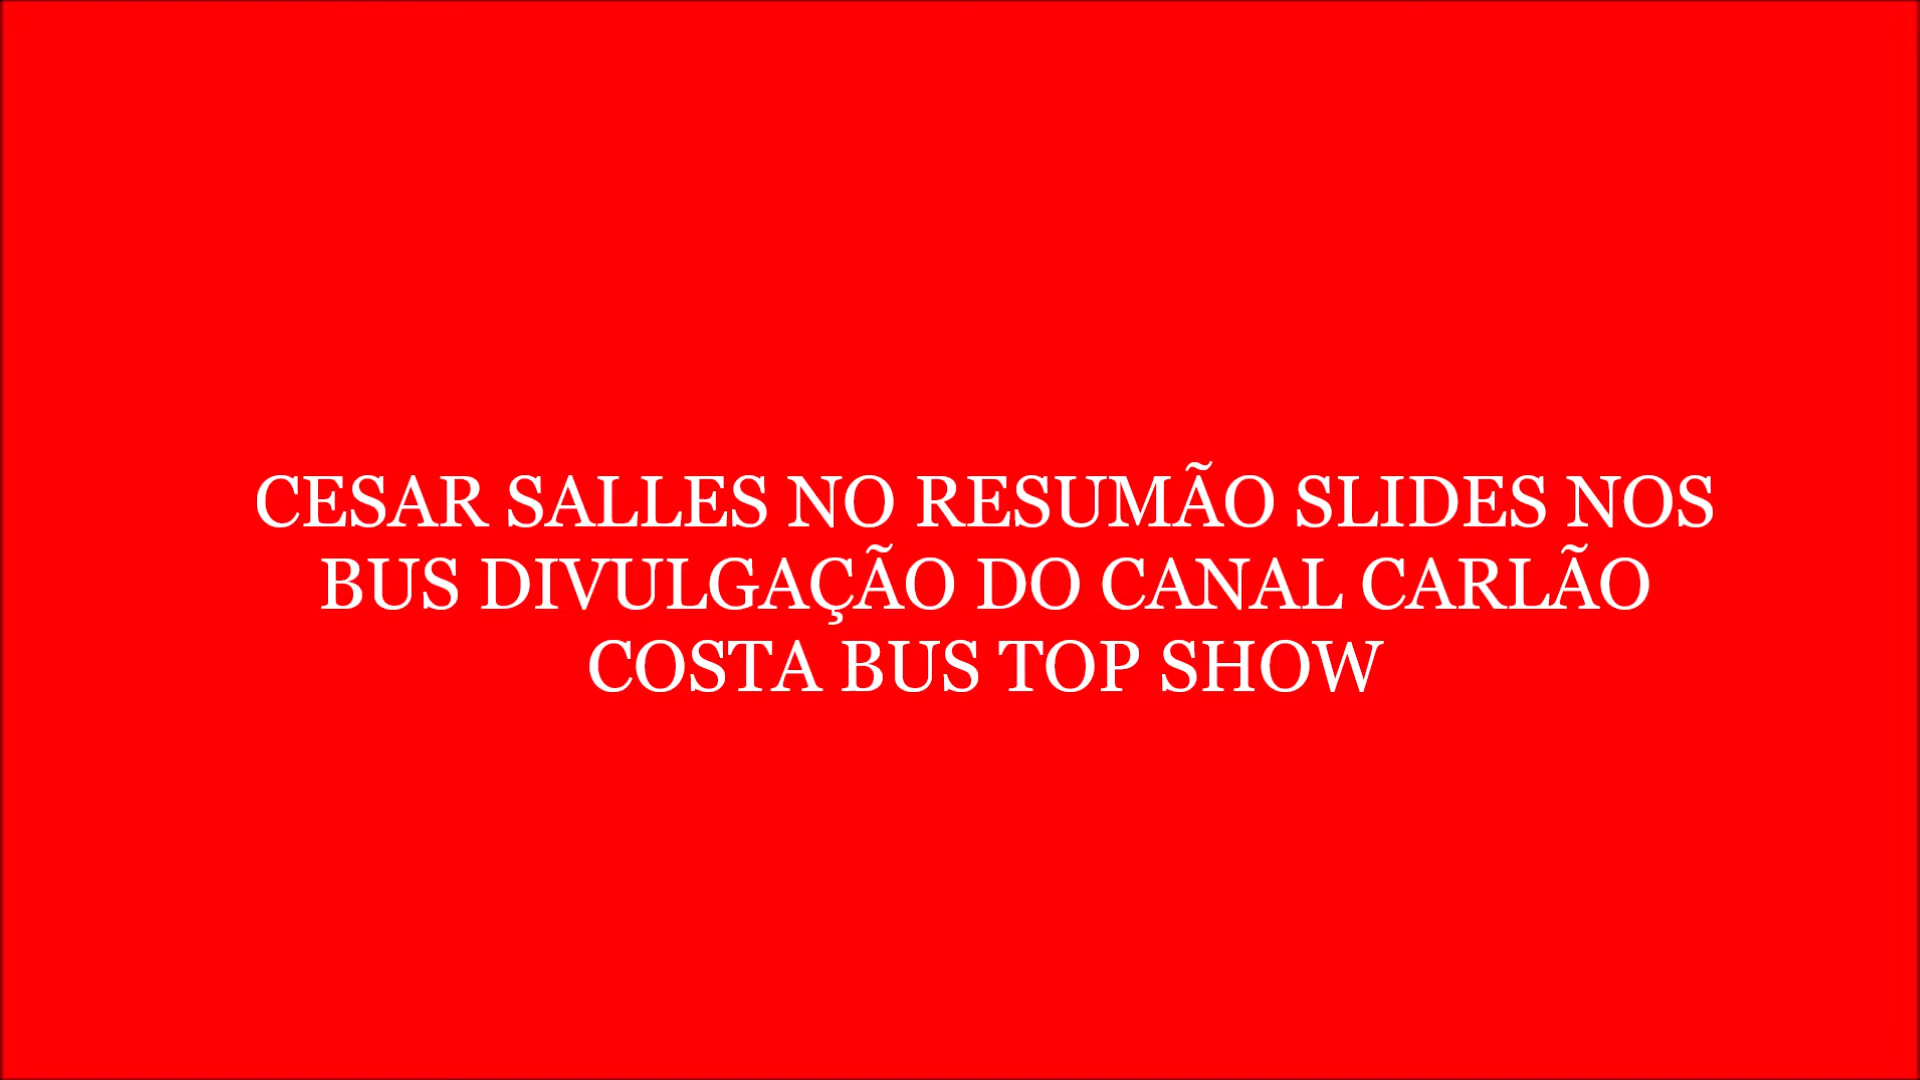 CESAR SALLES NO RESUMÃO SLIDES NOS
BUS DIVULGAÇÃO DO CANAL CARLÃO
COSTA BUS TOP SHOW